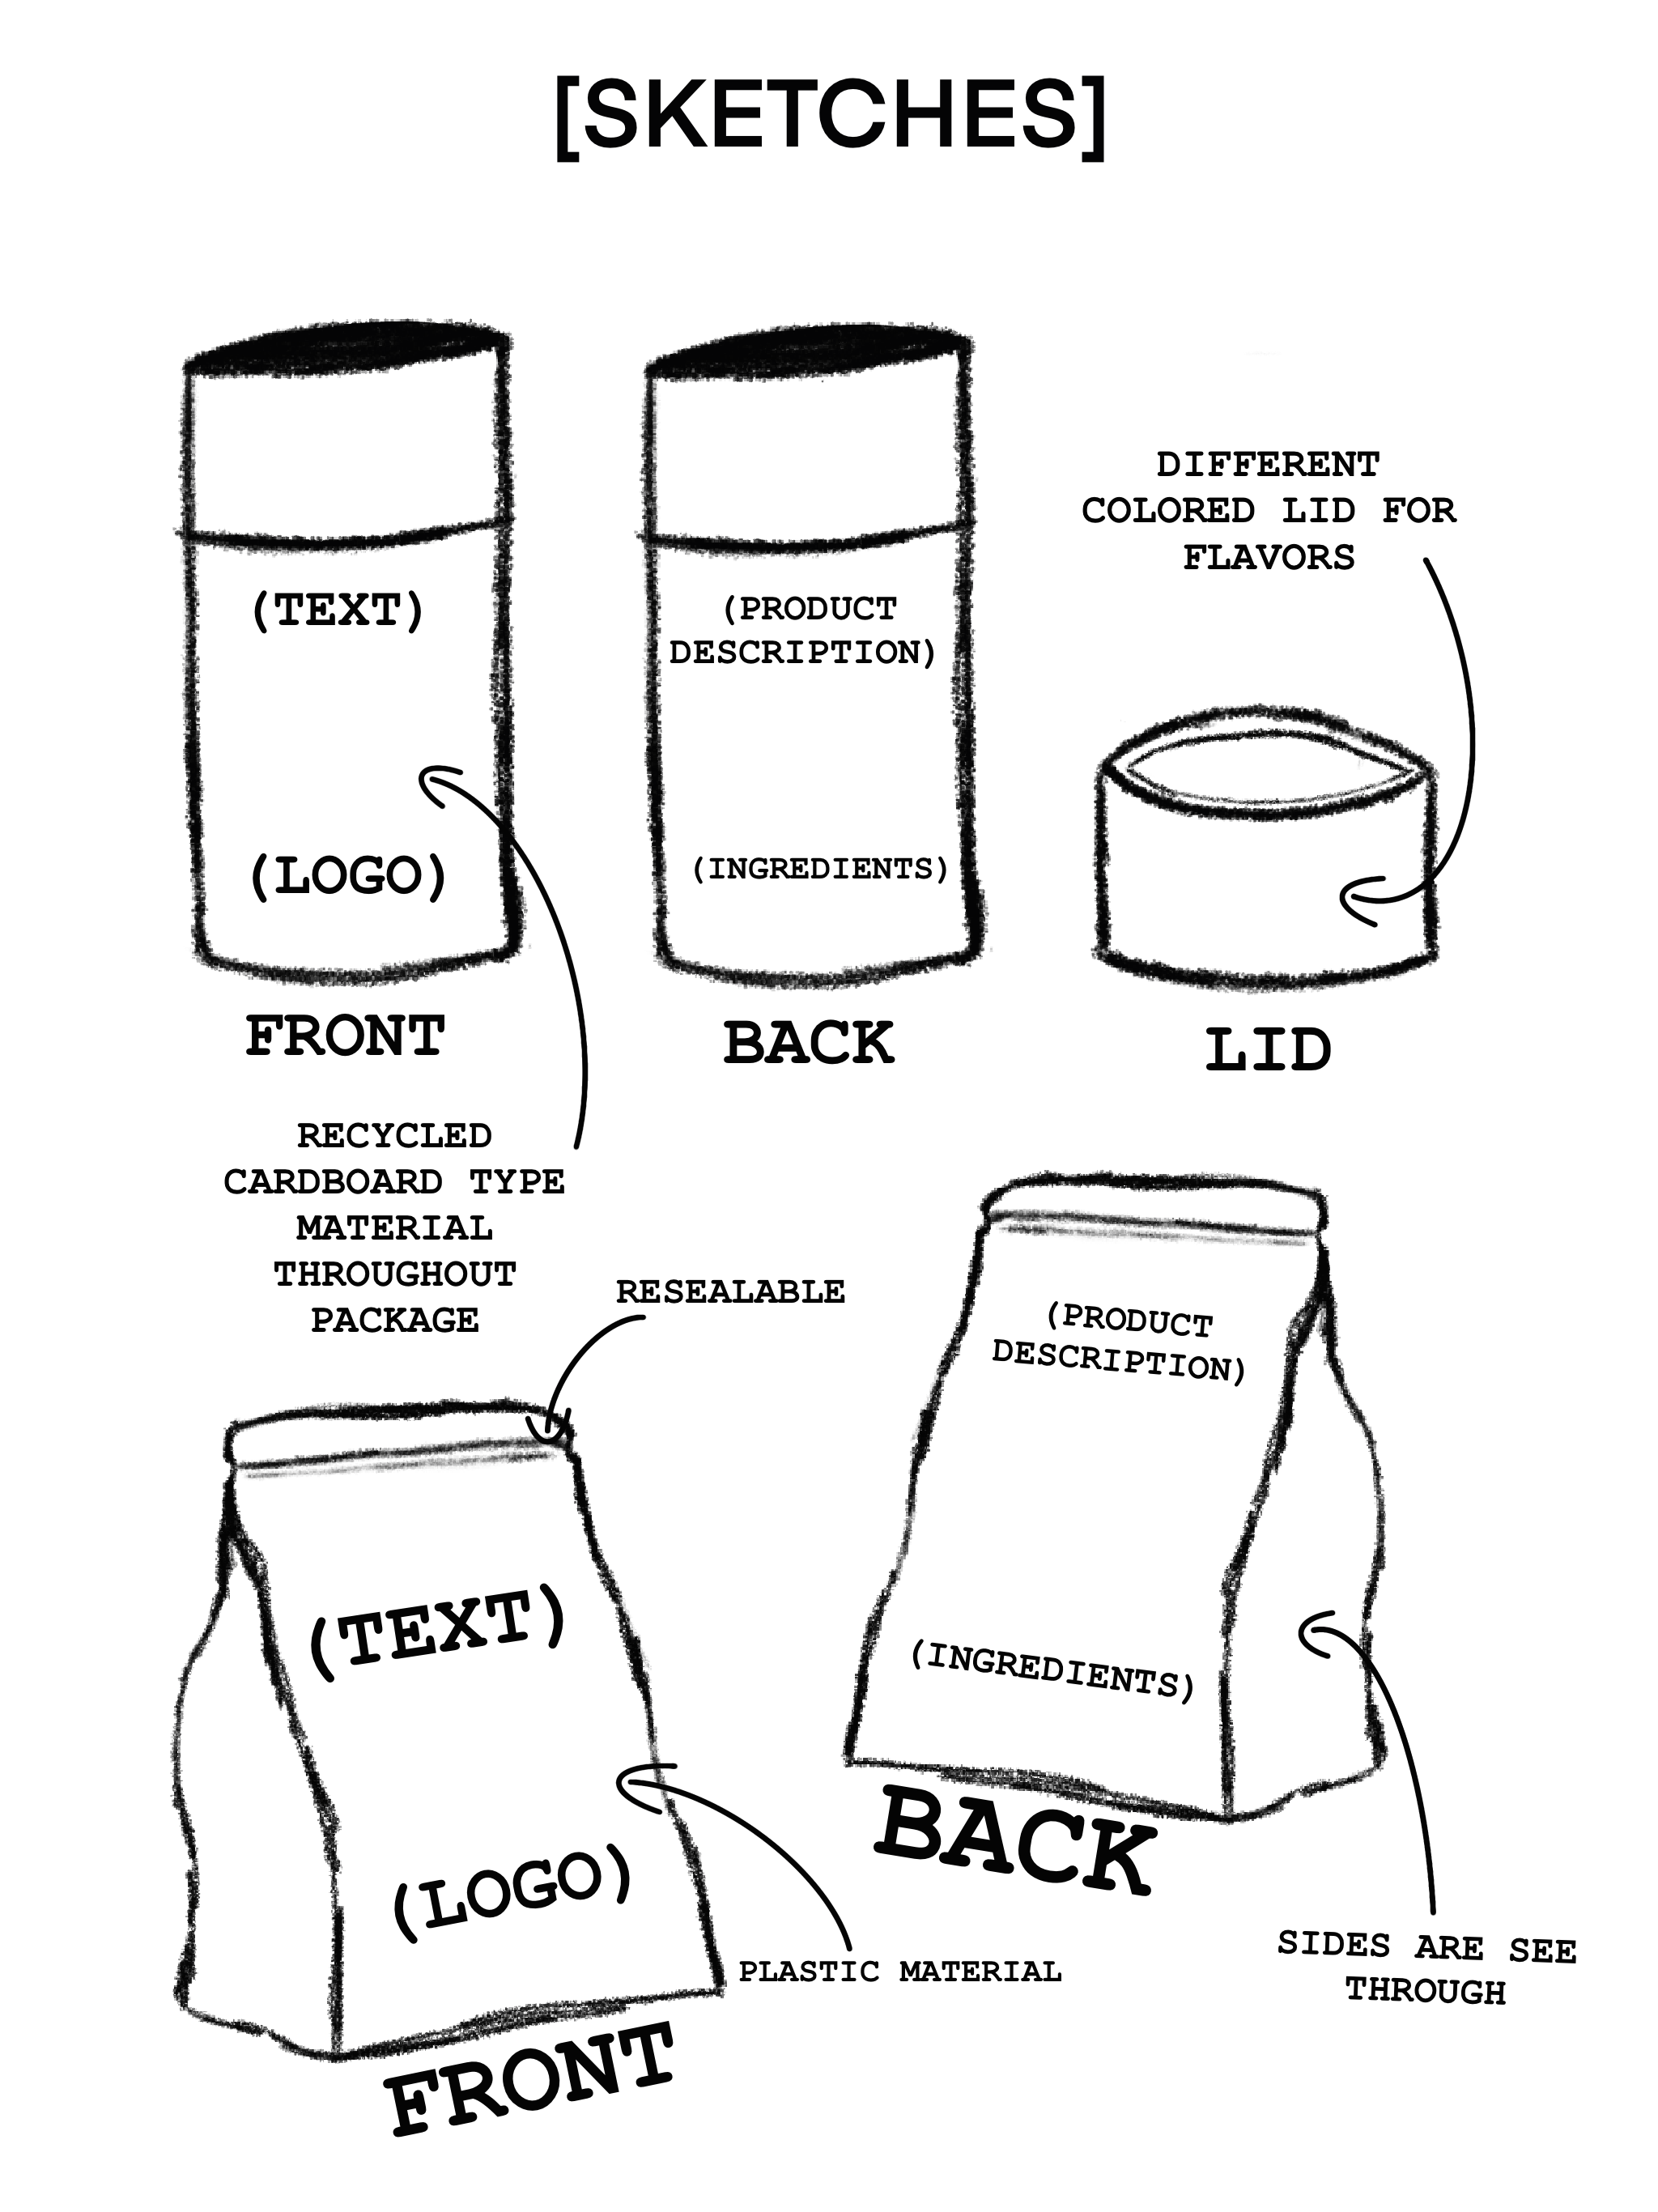 [SKETCHES]
(TEXT)
(LOGO)
FRONT
(PRODUCT
DESCRIPTION)
(INGREDIENTS)
BACK
DIFFERENT
COLORED LID FOR
FLAVORS
LID
RECYCLED
CARDBOARD TYPE
MATERIAL
THROUGHOUT
PACKAGE
RESEALABLE
(TEXT)
(LOGO)
PLASTIC MATERIAL
FRONT
(PRODUCT
DESCRIPTION)
(INGREDIENTS)
BACK
SIDES ARE SEE
THROUGH